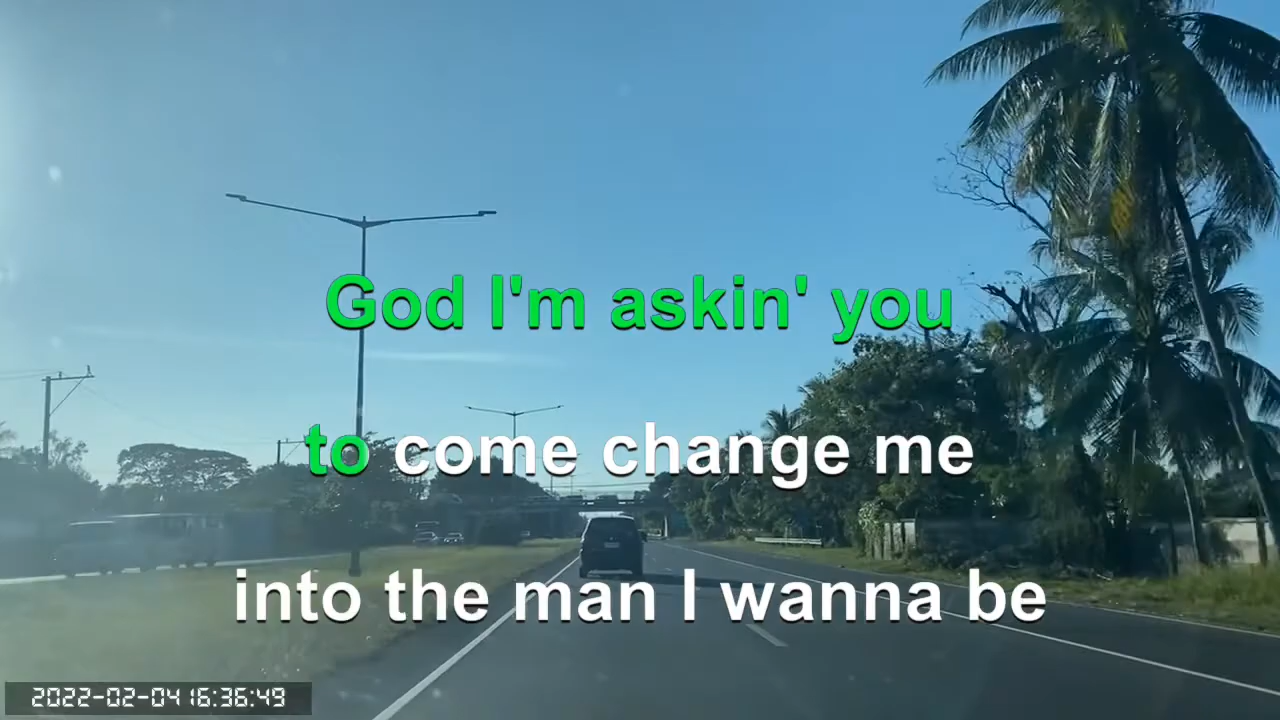 God I'm askin' you
to come change me
into the man I wanna be
2022-02-04 16:36:49